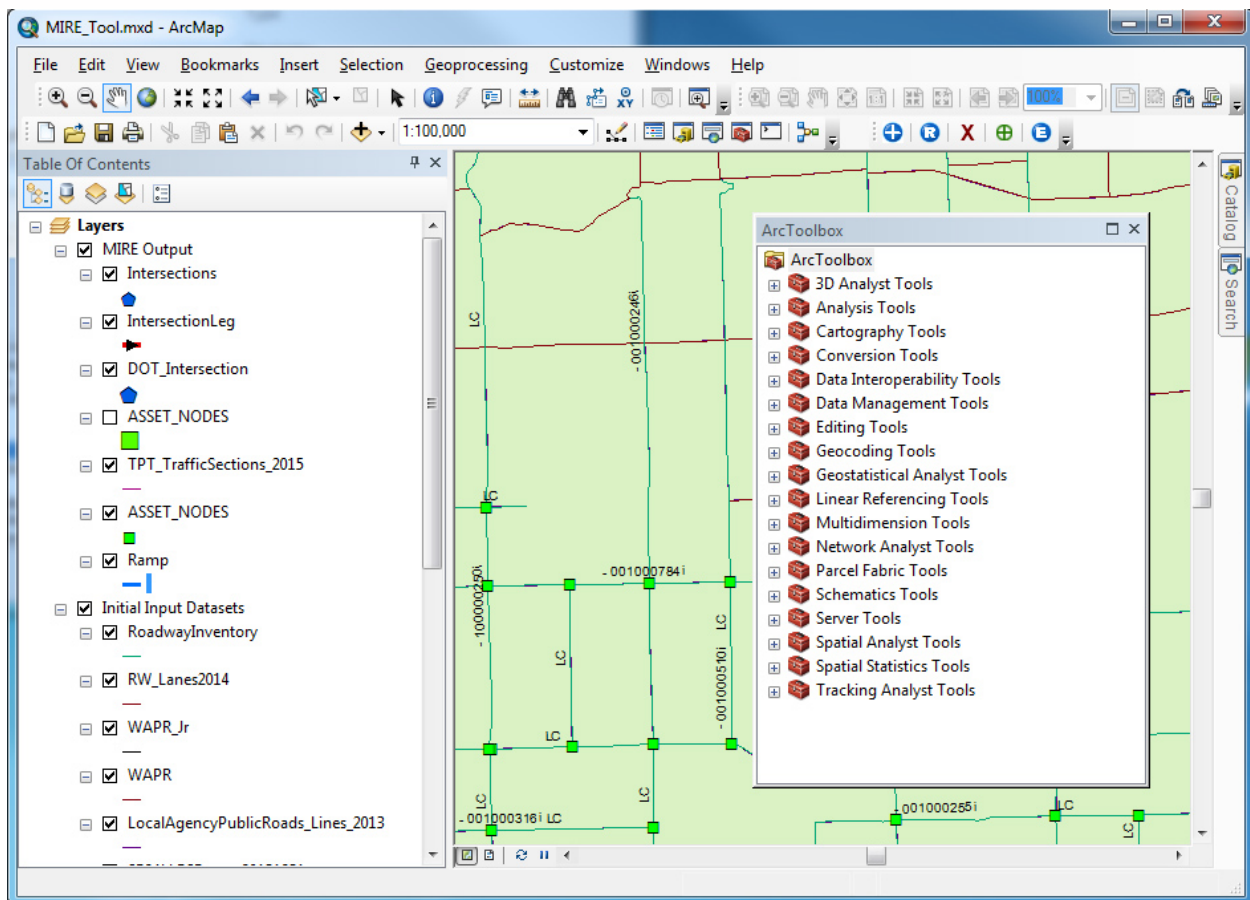 MIRE_Tool.mxd - ArcMap
File Edit View Bookmarks Insert Selection Geoprocessing Customize Windows Help
100%
1:100,000
Table Of Contents
Layers
MIRE Output
Intersections
IntersectionLeg
DOT_Intersection
ASSET_NODES
TPT_TrafficSections_2015
ASSET_NODES
Ramp
Initial Input Datasets
RoadwayInventory
RW_Lanes2014
WAPR_Jr
WAPR
LocalAgencyPublicRoads_Lines_2013
LC
- 001000246i
LC
- 100000250i
- 001000784i
LC
LC
- 001000510i
LC
LC
LC
LC
- 001000316i LC
001000255i
LC
LC
ArcToolbox
ArcToolbox
3D Analyst Tools
Analysis Tools
Cartography Tools
Conversion Tools
Data Interoperability Tools
Data Management Tools
Editing Tools
Geocoding Tools
Geostatistical Analyst Tools
Linear Referencing Tools
Multidimension Tools
Network Analyst Tools
Parcel Fabric Tools
Schematics Tools
Server Tools
Spatial Analyst Tools
Spatial Statistics Tools
Tracking Analyst Tools
Catalog
Search